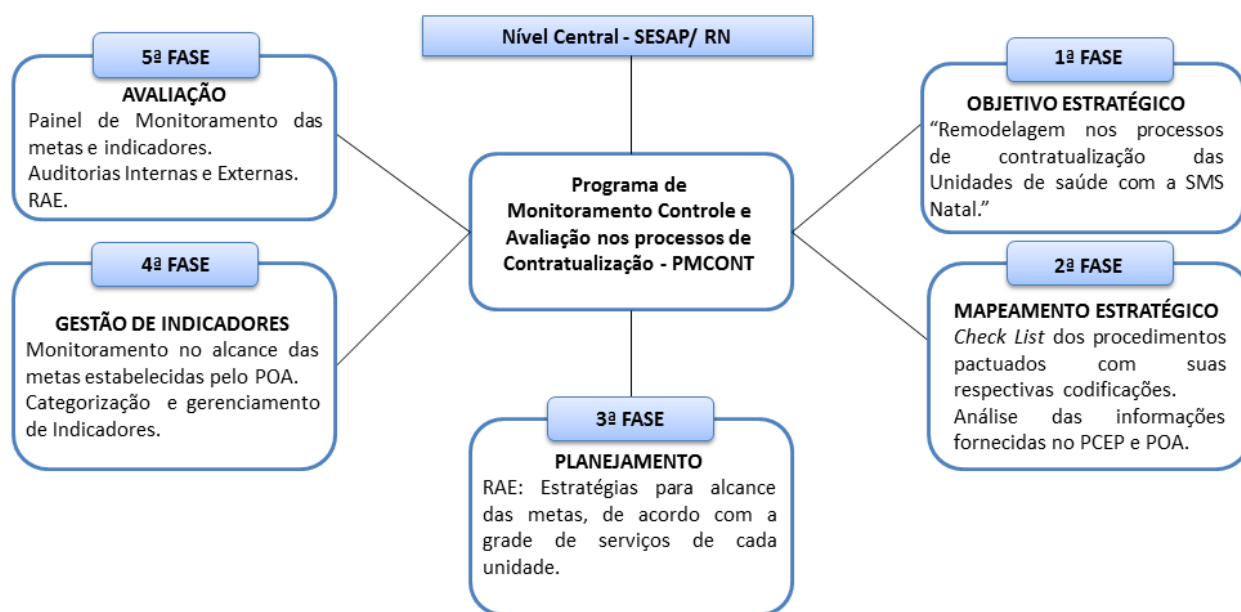 Nível Central - SESAP/ RN
Programa de
Monitoramento Controle e
Avaliação nos processos de
Contratualização - PMCONT
1ª FASE
OBJETIVO ESTRATÉGICO
“Remodelagem nos processos
de contratualização das
Unidades de saúde com a SMS
Natal.”
2ª FASE
MAPEAMENTO ESTRATÉGICO
Check List dos procedimentos
pactuados com suas
respectivas codificações.
Análise das informações
fornecidas no PCEP e POA.
3ª FASE
PLANEJAMENTO
RAE: Estratégias para alcance
das metas, de acordo com a
grade de serviços de cada
unidade.
4ª FASE
GESTÃO DE INDICADORES
Monitoramento no alcance das
metas estabelecidas pelo POA.
Categorização e gerenciamento
de Indicadores.
5ª FASE
AVALIAÇÃO
Painel de Monitoramento das
metas e indicadores.
Auditorias Internas e Externas.
RAE.